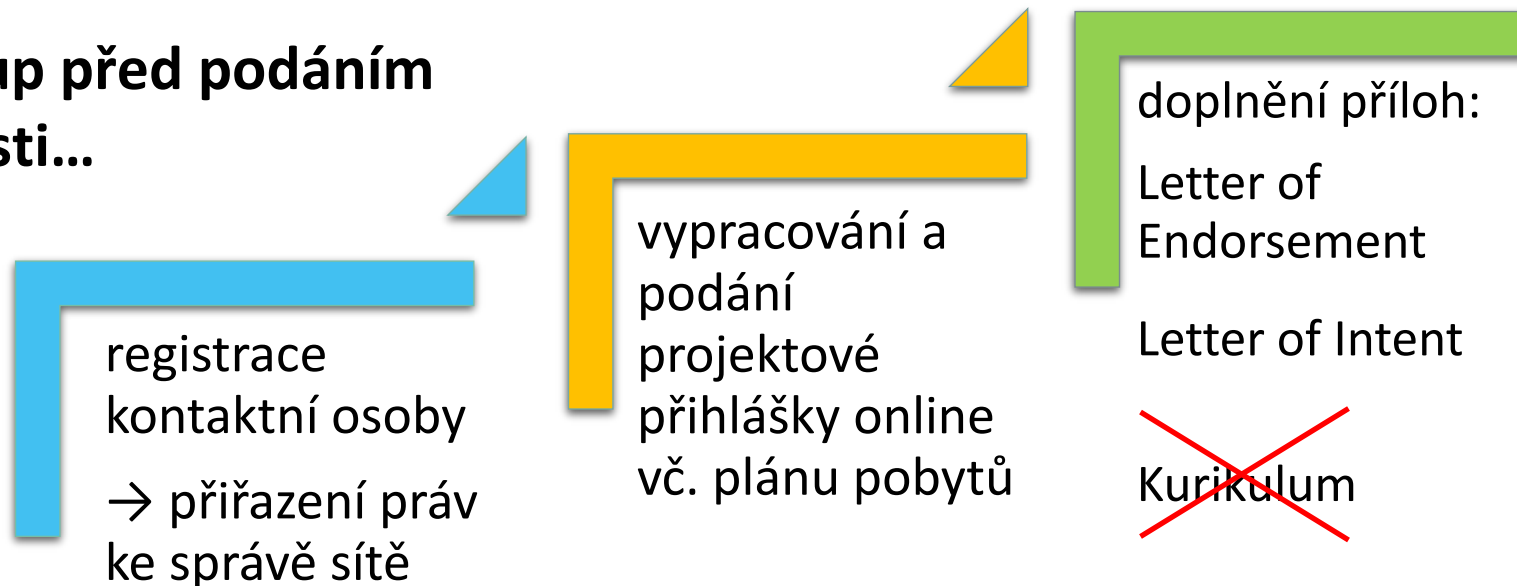 up před podáním
sti…
registrace
kontaktní osoby
→ přiřazení práv
ke správě sítě
vypracování a
podání
projektové
přihlášky online
vč. plánu pobytů
doplnění příloh:
Letter of
Endorsement
Letter of Intent
Kurikulum